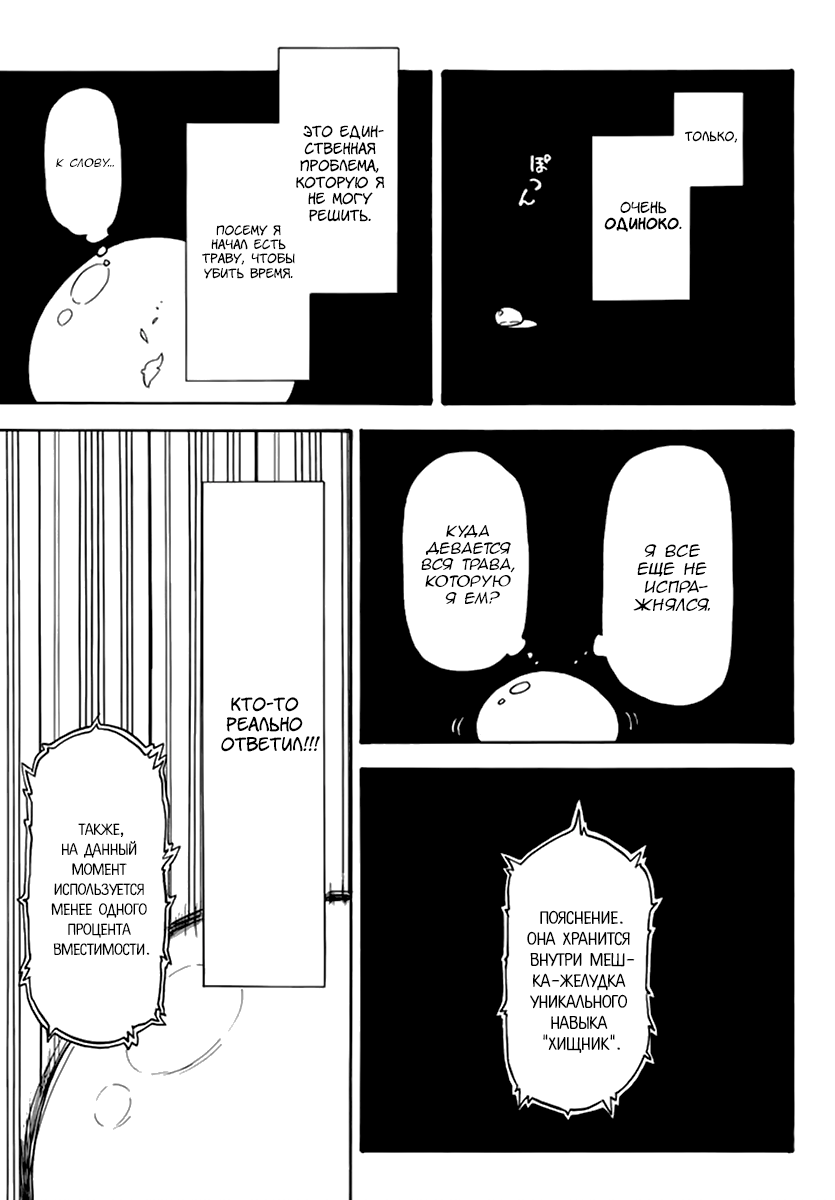 ТОЛЬКО,
ОЧЕНЬ
ОДИНОКО.
ぽつん
ЭТО ЕДИН-
СТВЕННАЯ
ПРОБЛЕМА,
КОТОРУЮ Я
НЕ МОГУ
РЕШИТЬ.
ПОСЕМУ Я
НАЧАЛ ЕСТЬ
ТРАВУ, ЧТОБЫ
УБИТЬ ВРЕМЯ.
К СЛОВУ...
Я ВСЕ
ЕЩЕ НЕ
ИСПРА-
ЖНЯЛСЯ.
КУДА
ДЕВАЕТСЯ
ВСЯ ТРАВА,
КОТОРУЮ
Я ЕМ?
ПОЯСНЕНИЕ.
ОНА ХРАНИТСЯ
ВНУТРИ МЕШ-
КА-ЖЕЛУДКА
УНИКАЛЬНОГО
НАВЫКА
"ХИЩНИК".
КТО-ТО
РЕАЛЬНО
ОТВЕТИЛ!!!
ТАКЖЕ,
НА ДАННЫЙ
МОМЕНТ
ИСПОЛЬЗУЕТСЯ
МЕНЕЕ ОДНОГО
ПРОЦЕНТА
ВМЕСТИМОСТИ.